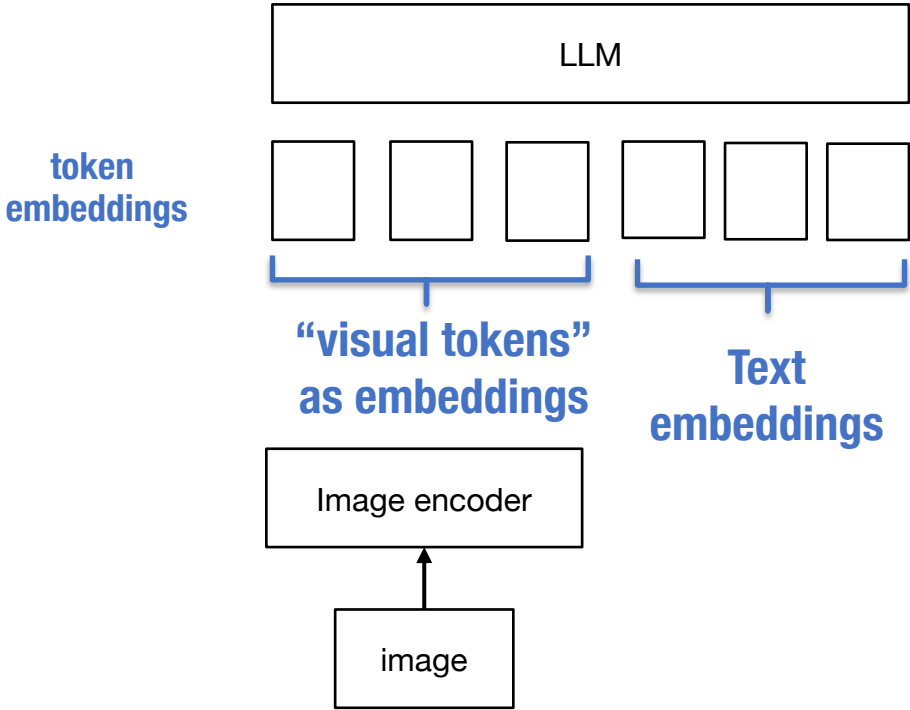 LLM
token
embeddings
“visual tokens”
as embeddings
Text
embeddings
Image encoder
image